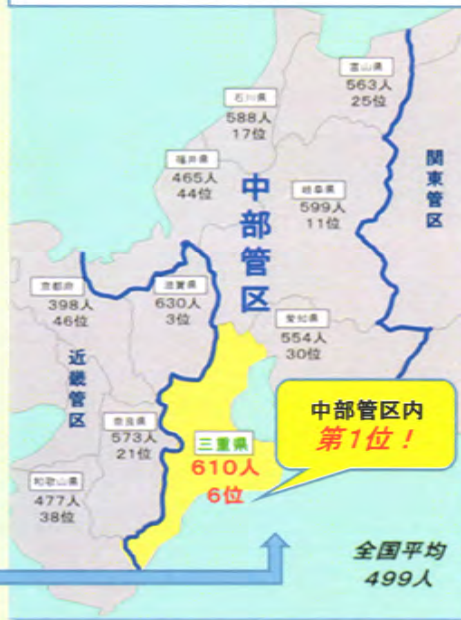 富山県
563人
25位
石川県
588人
17位
福井県
465人
44位
中部管区
岐阜県
599人
11位
関東管区
京都府
398人
46位
滋賀県
630人
3位
愛知県
554人
30位
近畿管区
奈良県
573人
21位
三重県
610人
6位
中部管区内
第1位！
和歌山県
477人
38位
全国平均
499人